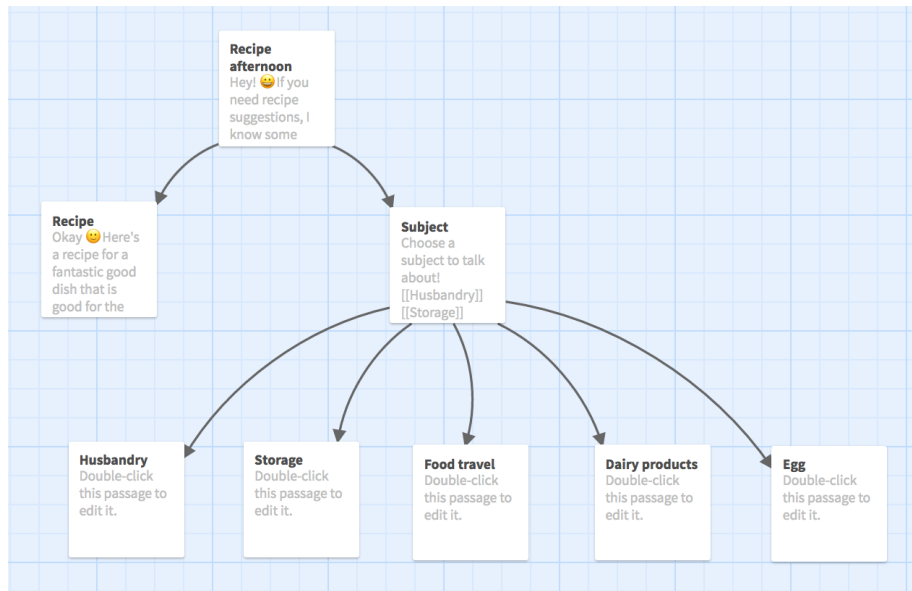 Recipe
afternoon
Hey! 😀 If you
need recipe
suggestions, I
know some
Recipe
Okay 🙂 Here's
a recipe for a
fantastic good
dish that is
good for the
Subject
Choose a
subject to talk
about!
[[Husbandry]]
[[Storage]]
Husbandry
Double-click
this passage to
edit it.
Storage
Double-click
this passage to
edit it.
Food travel
Double-click
this passage to
edit it.
Dairy products
Double-click
this passage to
edit it.
Egg
Double-click
this passage to
edit it.